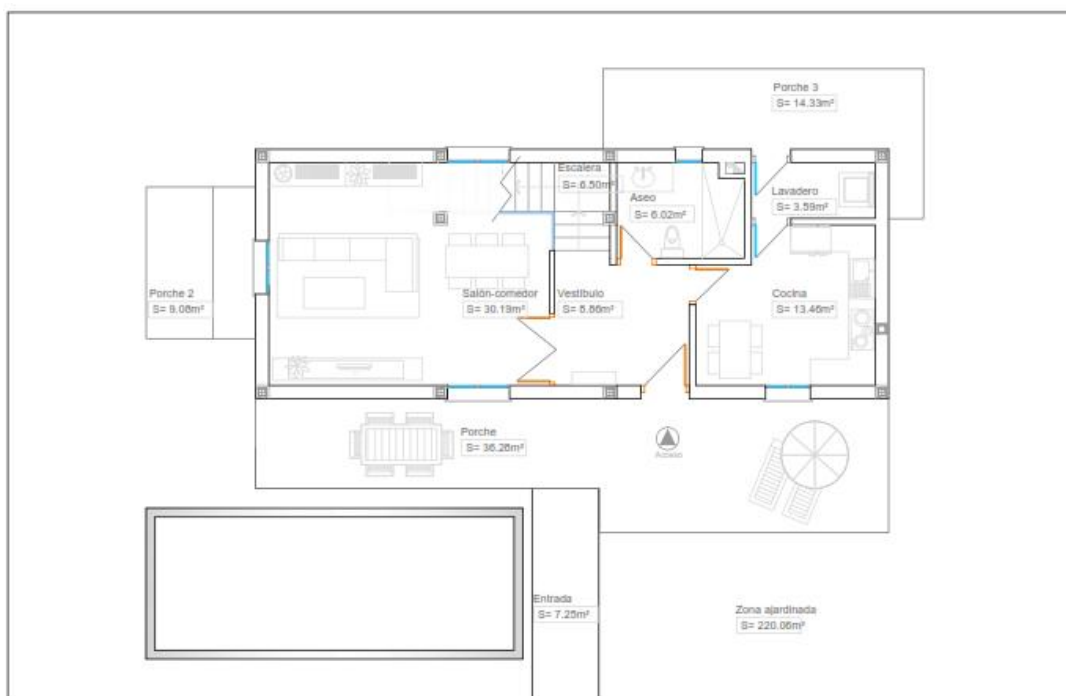 Porche 3
S= 14.33m²
Escalera
S= 6.50m²
Aseo
S= 6.02m²
Lavadero
S= 3.59m²
Porche 2
S= 9.08m²
Salón-comedor
S= 30.19m²
Vestíbulo
S= 8.86m²
Cocina
S= 13.46m²
Porche
S= 36.26m²
Acceso
Entrada
S= 7.25m²
Zona ajardinada
S= 220.06m²